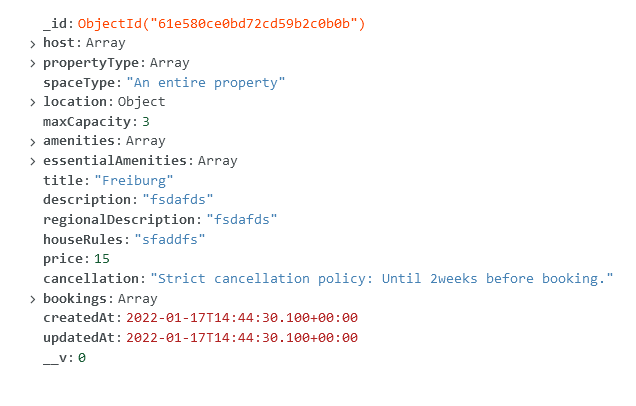 _id: ObjectId("61e580ce0bd72cd59b2c0b0b")
host: Array
propertyType: Array
spaceType: "An entire property"
location: Object
maxCapacity: 3
amenities: Array
essentialAmenities: Array
title: "Freiburg"
description: "fsdafds"
regionalDescription: "fsdafds"
houseRules: "sfaddfs"
price: 15
cancellation: "Strict cancellation policy: Until 2weeks before booking."
bookings: Array
createdAt: 2022-01-17T14:44:30.100+00:00
updatedAt: 2022-01-17T14:44:30.100+00:00
__v: 0